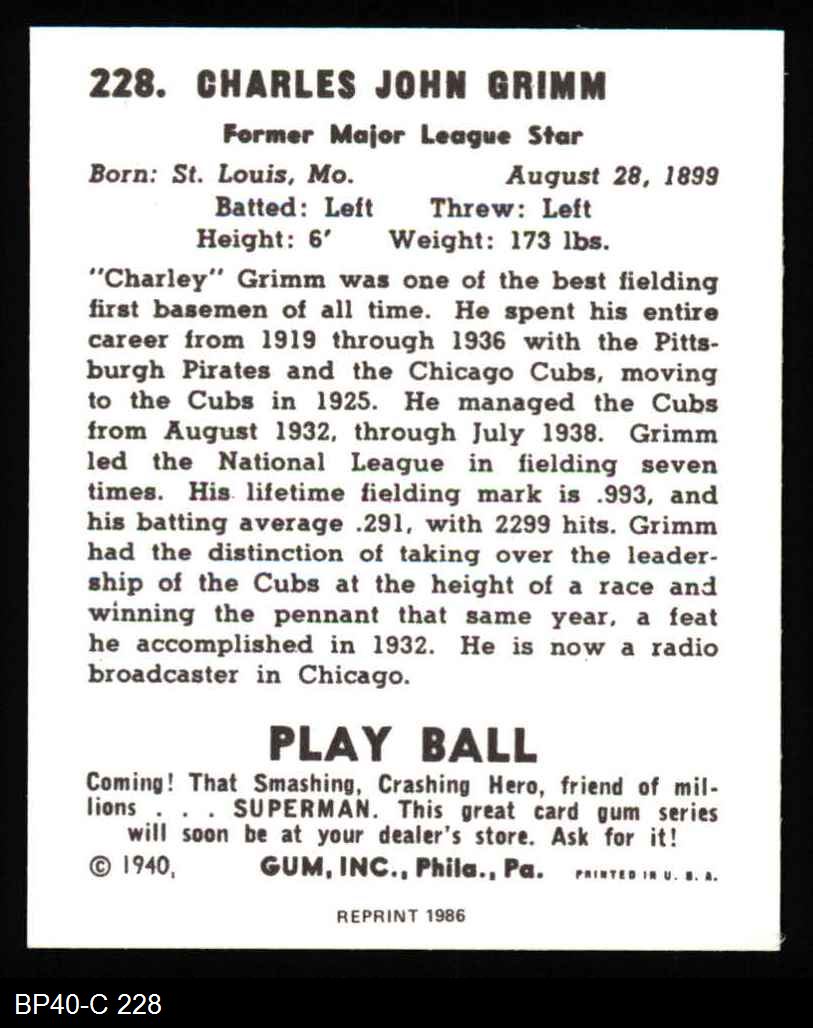 228. CHARLES JOHN GRIMM
Former Major League Star
Born: St. Louis, Mo. August 28, 1899
Batted: Left Threw: Left
Height: 6' Weight: 173 lbs.
"Charley" Grimm was one of the best fielding
first basemen of all time. He spent his entire
career from 1919 through 1936 with the Pitts-
burgh Pirates and the Chicago Cubs, moving
to the Cubs in 1925. He managed the Cubs
from August 1932, through July 1938. Grimm
led the National League in fielding seven
times. His lifetime fielding mark is .993, and
his batting average .291, with 2299 hits. Grimm
had the distinction of taking over the leader-
ship of the Cubs at the height of a race and
winning the pennant that same year, a feat
he accomplished in 1932. He is now a radio
broadcaster in Chicago.
PLAY BALL
Coming! That Smashing, Crashing Hero, friend of mil-
lions . . . SUPERMAN. This great card gum series
will soon be at your dealer's store. Ask for it!
© 1940, GUM, INC., Phila., Pa. PRINTED IN U. S. A.
REPRINT 1986
BP40-C 228